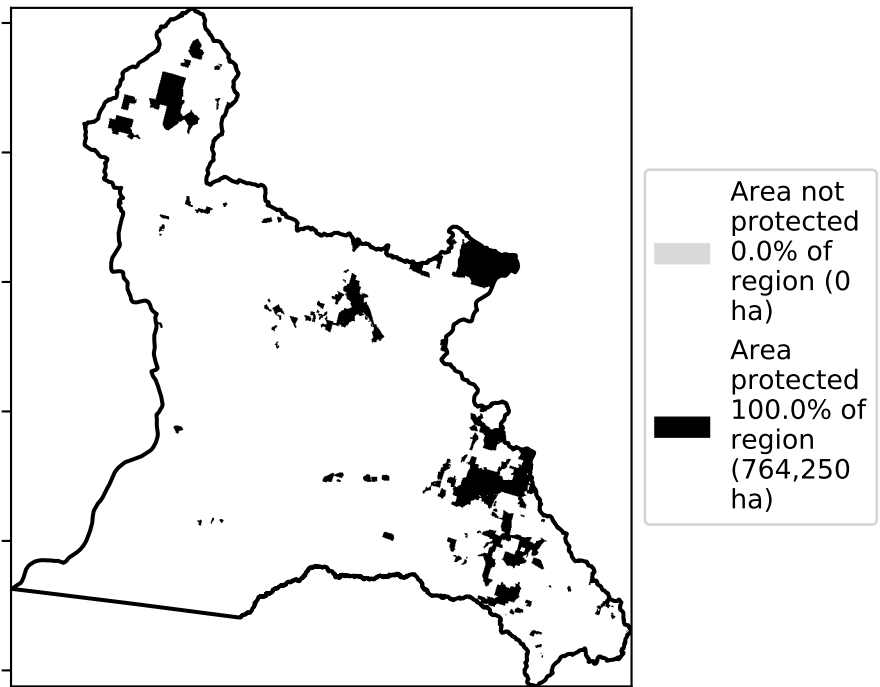 Area not
protected
0.0% of
region (0
ha)
Area
protected
100.0% of
region
(764,250
ha)